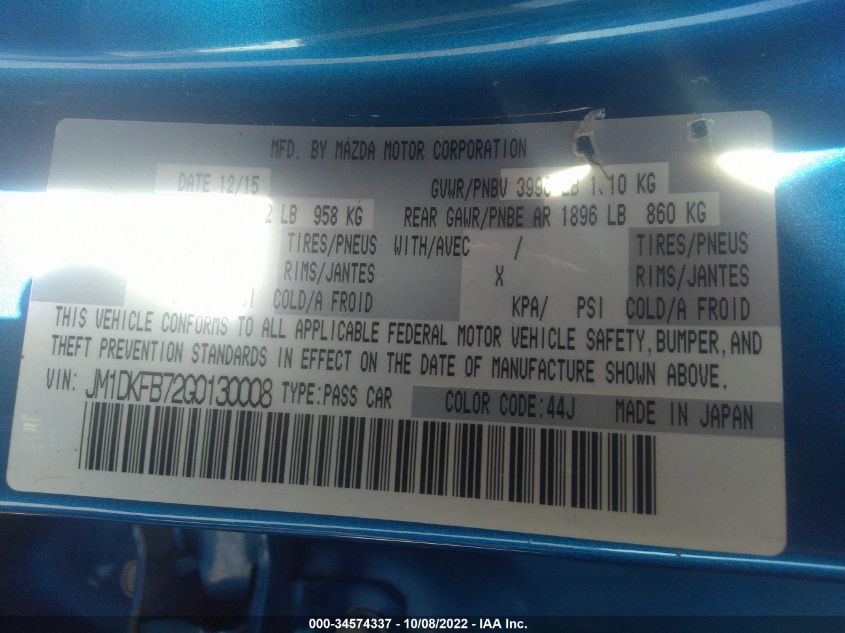 MFD. BY MAZDA MOTOR CORPORATION
DATE 12/15 GVWR/PNBV LB KG
LB 958 KG REAR GAWR/PNBE AR 1896 LB 860 KG
TIRES/PNEUS WITH/AVEC / TIRES/PNEUS
RIMS/JANTES X RIMS/JANTES
COLD/A FROID KPA/ PSI COLD/A FROID
THIS VEHICLE CONFORMS TO ALL APPLICABLE FEDERAL MOTOR VEHICLE SAFETY, BUMPER, AND
THEFT PREVENTION STANDARDS IN EFFECT ON THE DATE OF MANUFACTURE SHOWN ABOVE.
VIN: JM1DKFB72G0130008 TYPE:PASS CAR COLOR CODE:44J MADE IN JAPAN
000-34574337 - 10/08/2022 - IAA Inc.